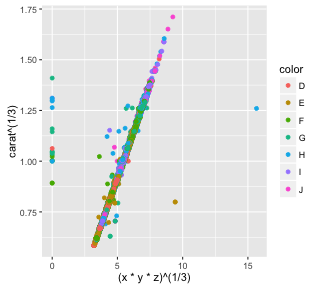 1.75
1.50
1.25
1.00
0.75
carat^(1/3)
0
5
10
15
(x * y * z)^(1/3)
color
D
E
F
G
H
I
J